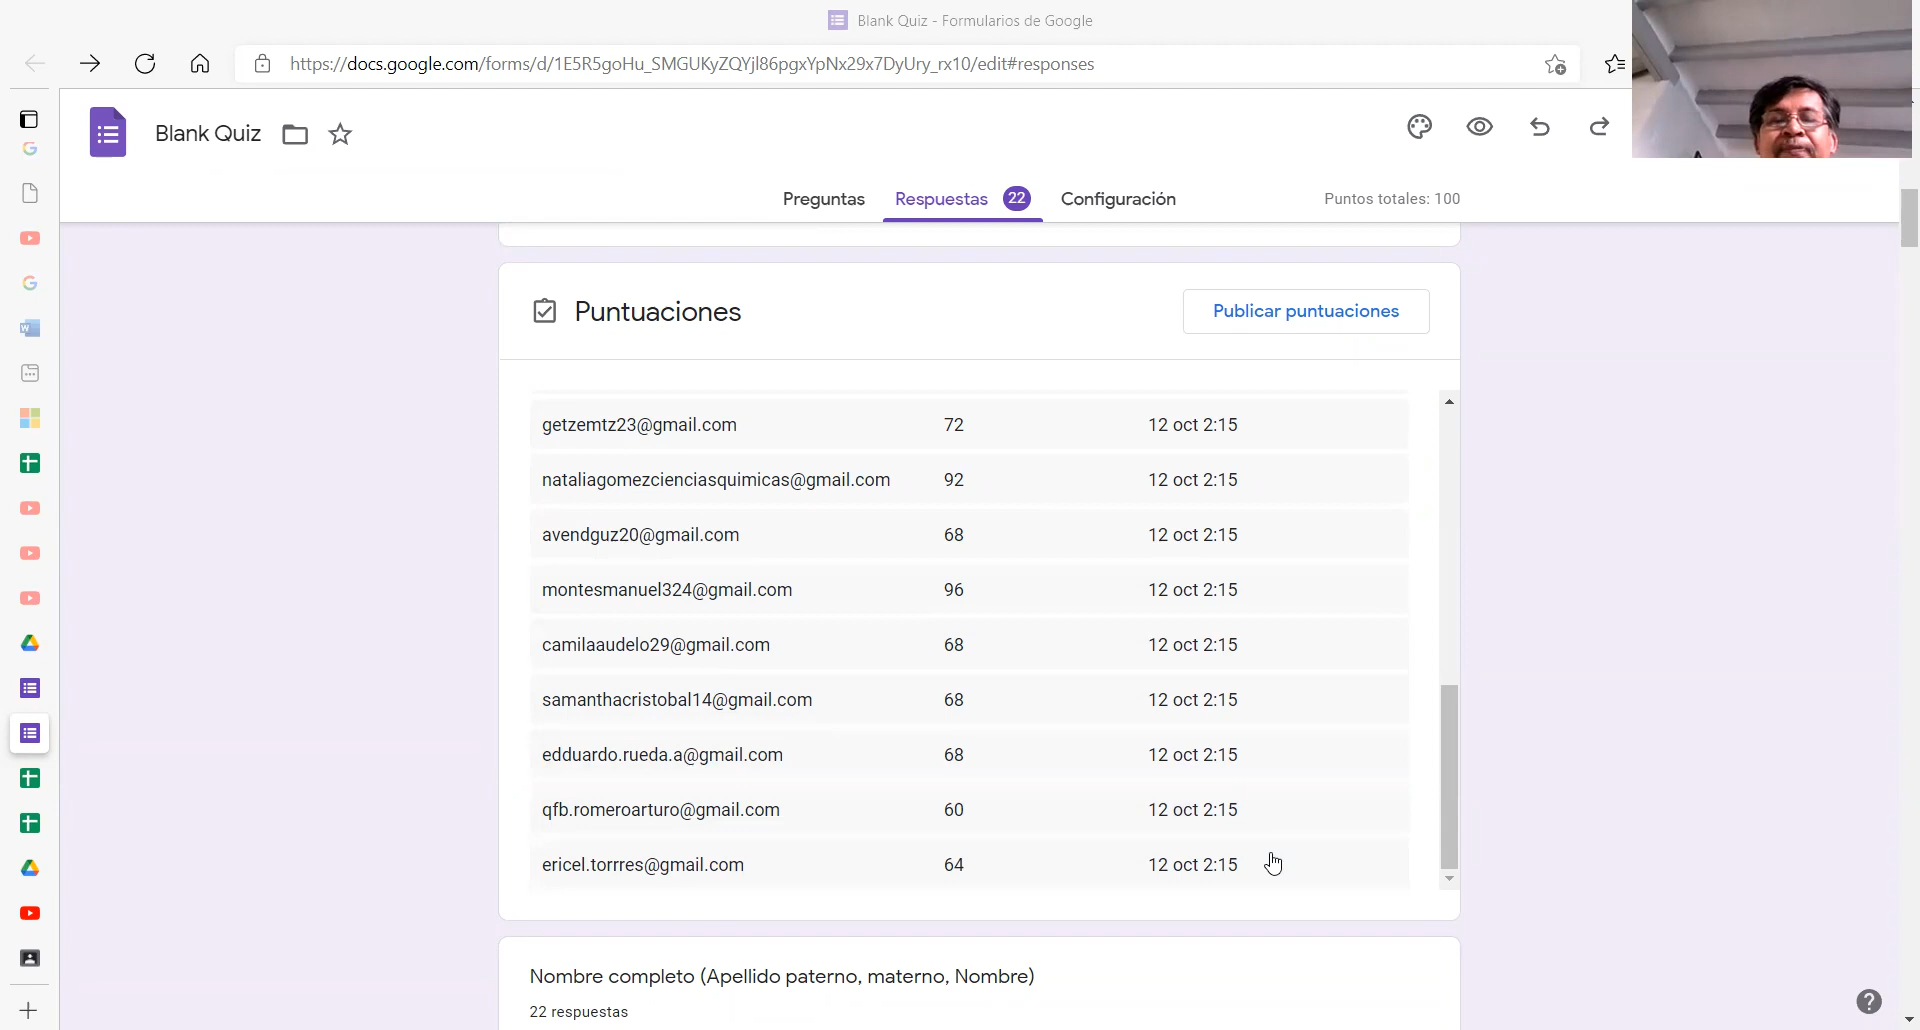 Blank Quiz - Formularios de Google
https://docs.google.com/forms/d/1E5R5goHu_SMGUKyZQYjl86pgxYpNx29x7DyUry_rx10/edit#responses
Blank Quiz
Preguntas Respuestas 22 Configuración Puntos totales: 100
Puntuaciones Publicar puntuaciones
getzemtz23@gmail.com 72 12 oct 2:15
nataliagomezcienciasquimicas@gmail.com 92 12 oct 2:15
avendguz20@gmail.com 68 12 oct 2:15
montesmanuel324@gmail.com 96 12 oct 2:15
camilaaudelo29@gmail.com 68 12 oct 2:15
samanthacristobal14@gmail.com 68 12 oct 2:15
edduardo.rueda.a@gmail.com 68 12 oct 2:15
qfb.romeroarturo@gmail.com 60 12 oct 2:15
ericel.torrres@gmail.com 64 12 oct 2:15
Nombre completo (Apellido paterno, materno, Nombre)
22 respuestas